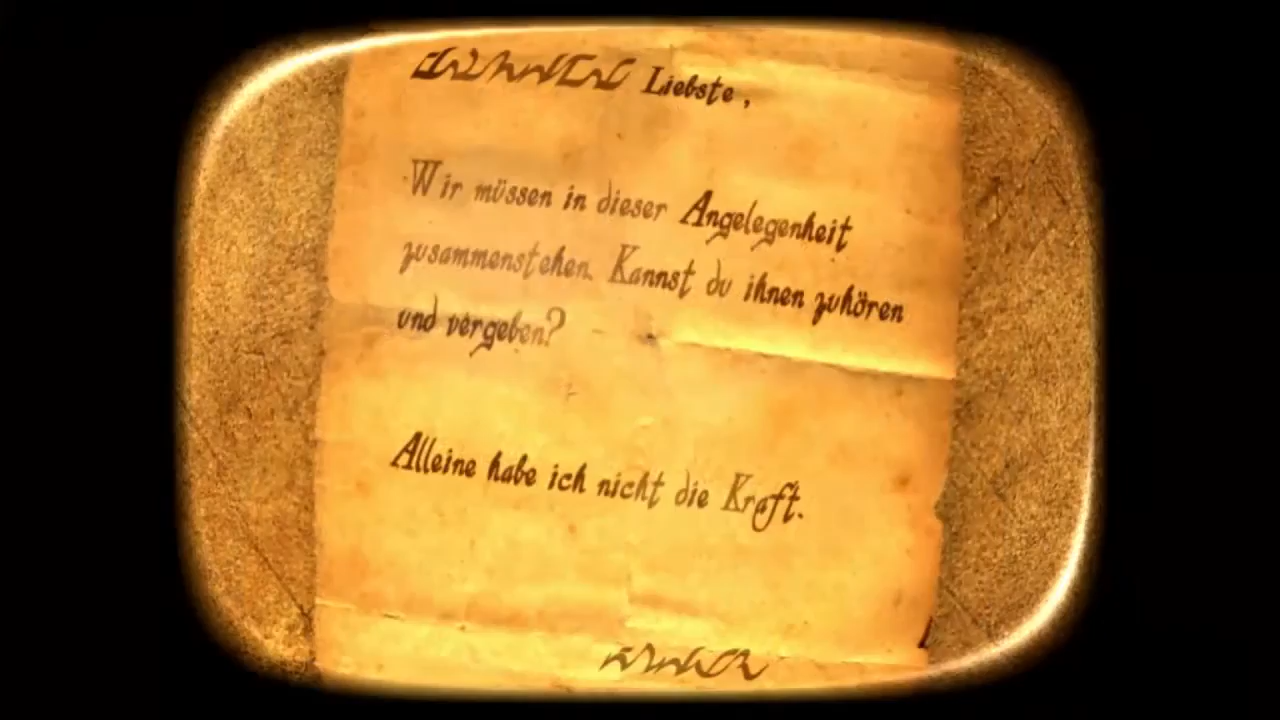 Liebste,
Wir müssen in dieser Angelegenheit
zusammenstehen. Kannst du ihnen zuhören
und vergeben?
Alleine habe ich nicht die Kraft.